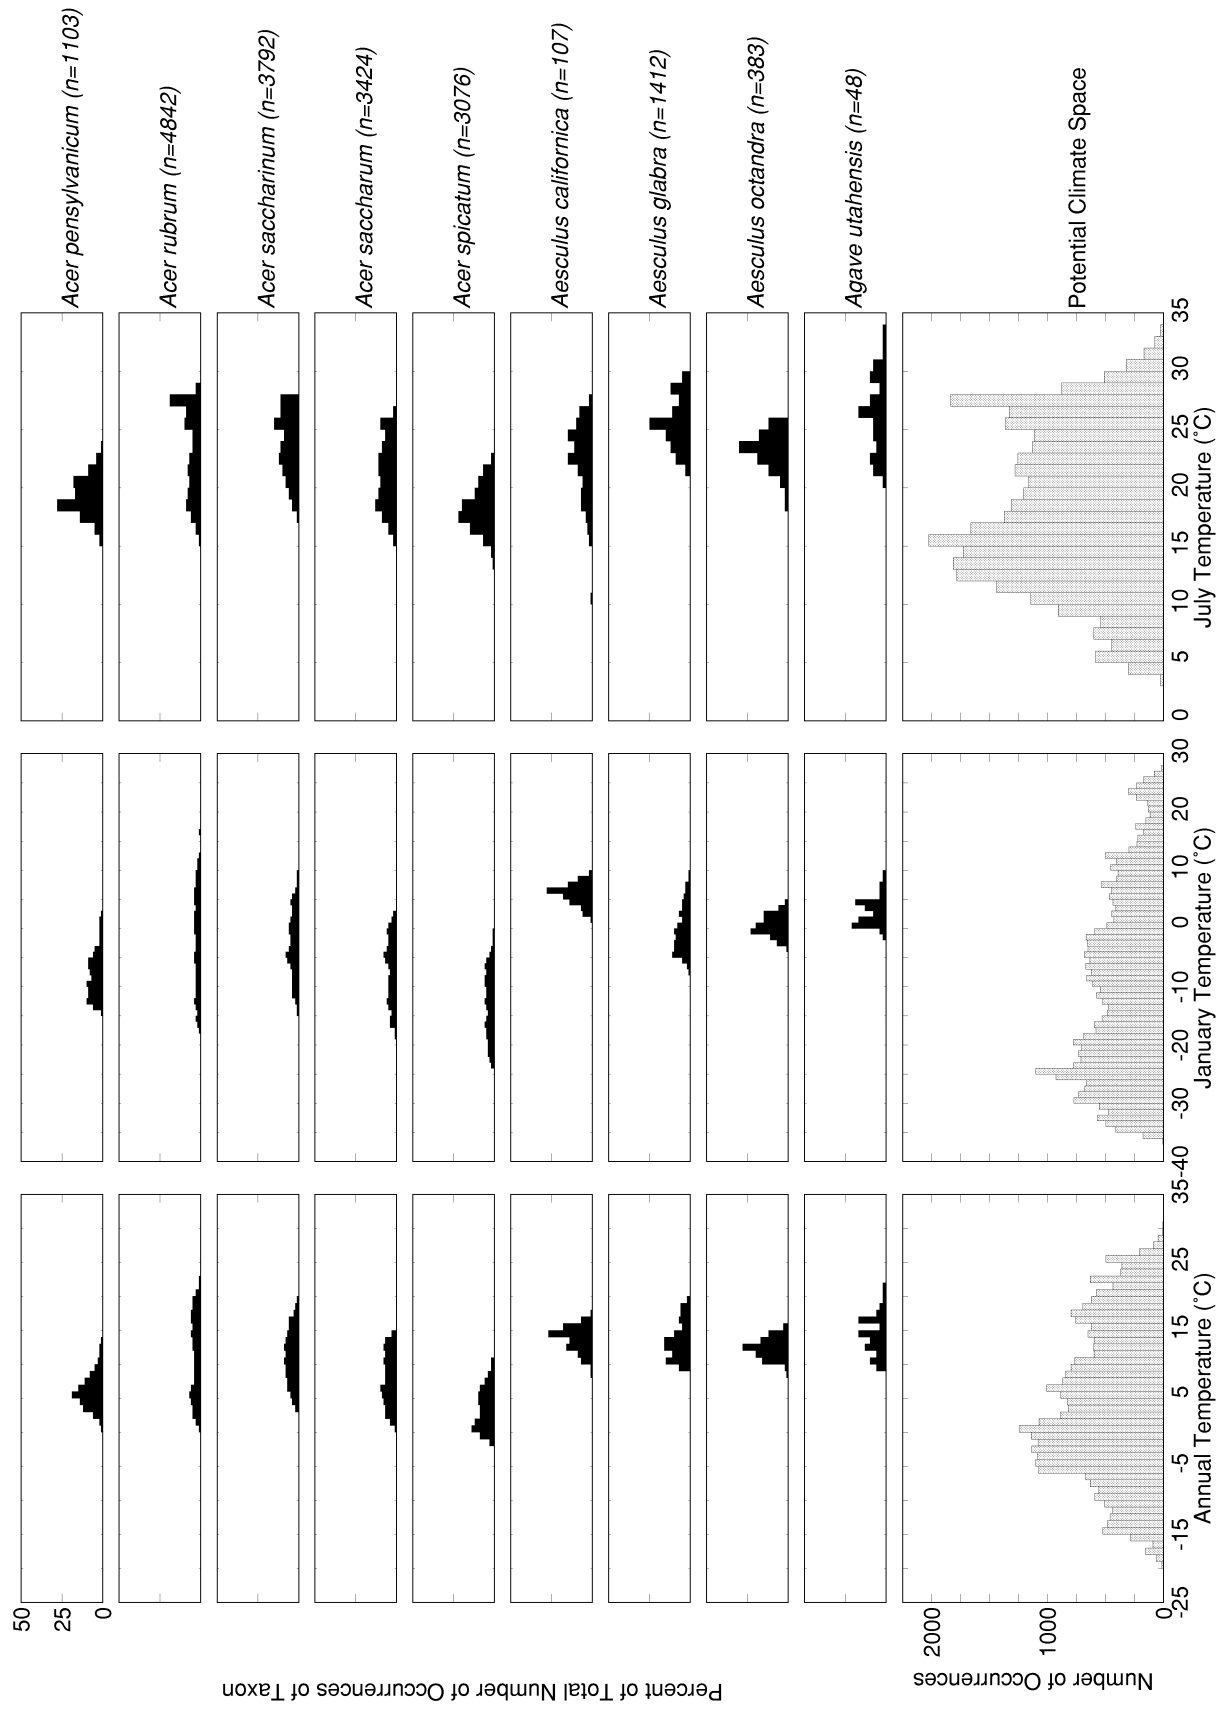 50
25
0
Acer pensylvanicum (n=1103)
Acer rubrum (n=4842)
Acer saccharinum (n=3792)
Acer saccharum (n=3424)
Acer spicatum (n=3076)
Aesculus californica (n=107)
Aesculus glabra (n=1412)
Aesculus octandra (n=383)
Agave utahensis (n=48)
Percent of Total Number of Occurrences of Taxon
Potential Climate Space
2000
1000
0
Number of Occurrences
-25 -15 -5 5 15 25 35
Annual Temperature (°C)
-40 -30 -20 -10 0 10 20 30
January Temperature (°C)
0 5 10 15 20 25 30 35
July Temperature (°C)